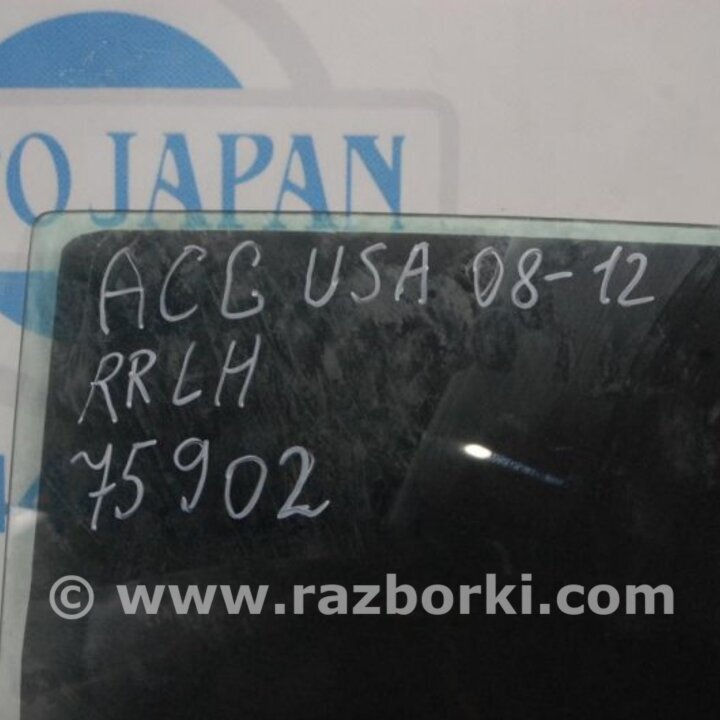 JAPAN
ACC USA 08-12
RRLH
75902
© www.razborki.com